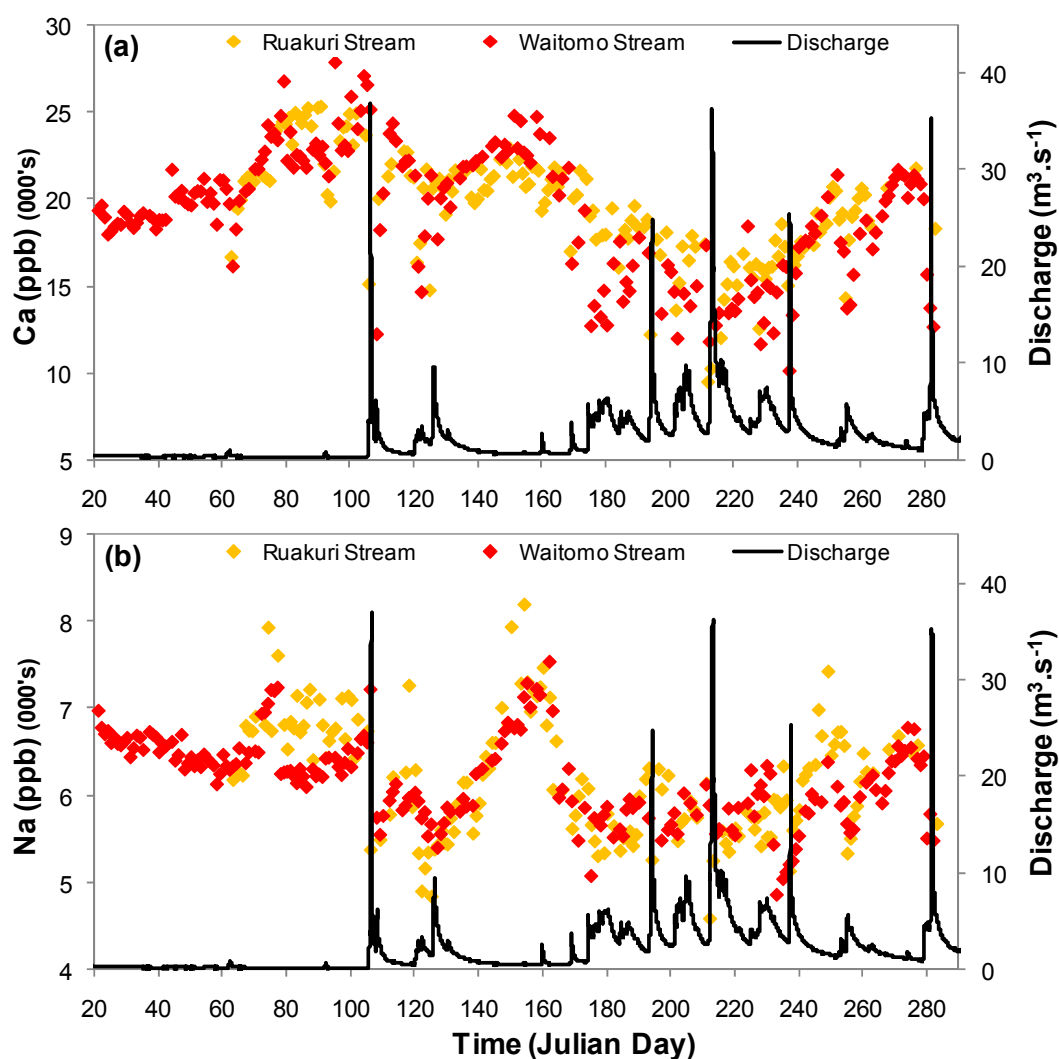 (a) Ruakuri Stream Waitomo Stream Discharge
30
25
20
15
10
5
Ca (ppb) (000's)
40
30
20
10
0
Discharge (m³.s⁻¹)
20 40 60 80 100 120 140 160 180 200 220 240 260 280
(b) Ruakuri Stream Waitomo Stream Discharge
9
8
7
6
5
4
Na (ppb) (000's)
40
30
20
10
0
Discharge (m³.s⁻¹)
20 40 60 80 100 120 140 160 180 200 220 240 260 280
Time (Julian Day)